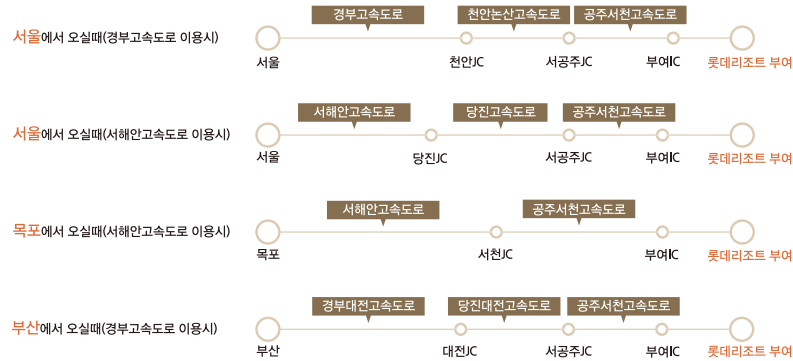 경부고속도로 천안논산고속도로 공주서천고속도로
서울에서 오실때(경부고속도로 이용시)
서울 천안JC 서공주JC 부여IC 롯데리조트 부여
서해안고속도로 당진고속도로 공주서천고속도로
서울에서 오실때(서해안고속도로 이용시)
서울 당진JC 서공주JC 부여IC 롯데리조트 부여
서해안고속도로 공주서천고속도로
목포에서 오실때(서해안고속도로 이용시)
목포 서천JC 부여IC 롯데리조트 부여
경부대전고속도로 당진대전고속도로 공주서천고속도로
부산에서 오실때(경부고속도로 이용시)
부산 대전JC 서공주JC 부여IC 롯데리조트 부여